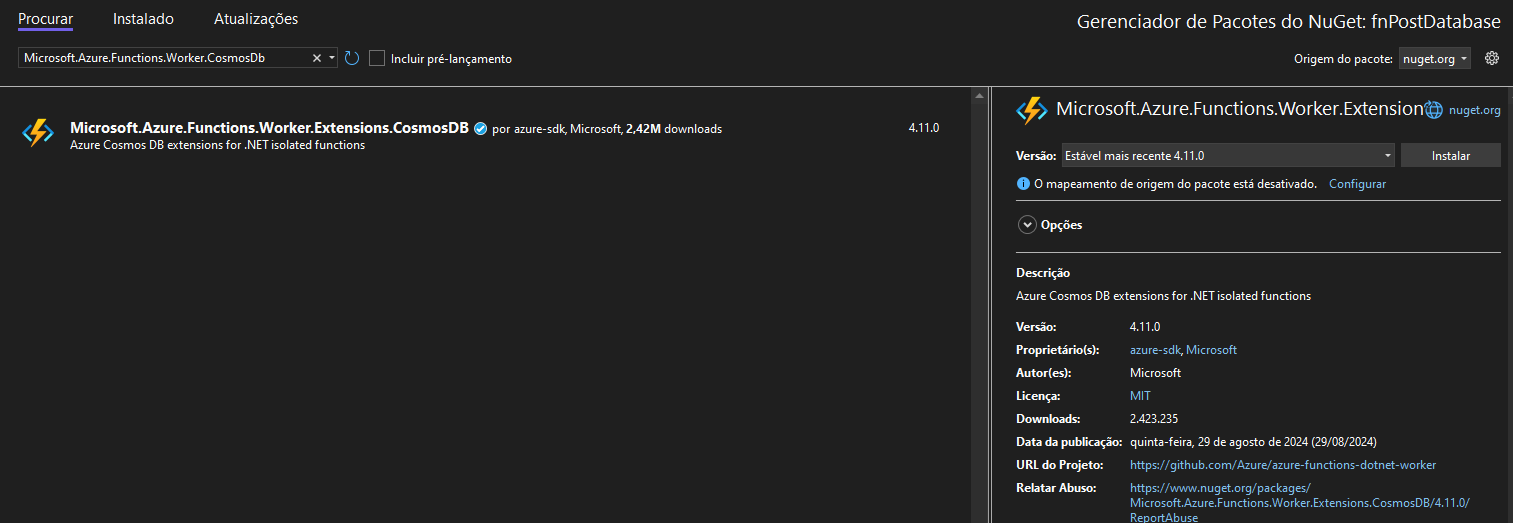 Procurar Instalado Atualizações
Gerenciador de Pacotes do NuGet: fnPostDatabase
Microsoft.Azure.Functions.Worker.CosmosDb
Incluir pré-lançamento
Origem do pacote: nuget.org
Microsoft.Azure.Functions.Worker.Extensions.CosmosDB por azure-sdk, Microsoft, 2,42M downloads 4.11.0
Azure Cosmos DB extensions for .NET isolated functions
Microsoft.Azure.Functions.Worker.Extension nuget.org
Versão: Estável mais recente 4.11.0 Instalar
O mapeamento de origem do pacote está desativado. Configurar
Opções
Descrição
Azure Cosmos DB extensions for .NET isolated functions
Versão: 4.11.0
Proprietário(s): azure-sdk, Microsoft
Autor(es): Microsoft
Licença: MIT
Downloads: 2.423.235
Data da publicação: quinta-feira, 29 de agosto de 2024 (29/08/2024)
URL do Projeto: https://github.com/Azure/azure-functions-dotnet-worker
Relatar Abuso: https://www.nuget.org/packages/
Microsoft.Azure.Functions.Worker.Extensions.CosmosDB/4.11.0/
ReportAbuse